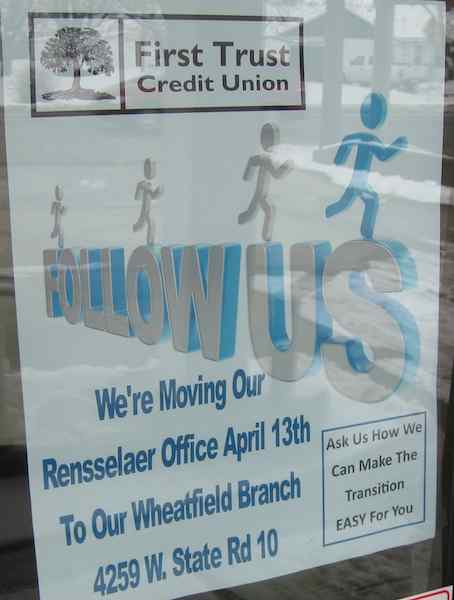 First Trust
Credit Union
FOLLOW US
We're Moving Our
Rensselaer Office April 13th
To Our Wheatfield Branch
4259 W. State Rd 10
Ask Us How We
Can Make The
Transition
EASY For You